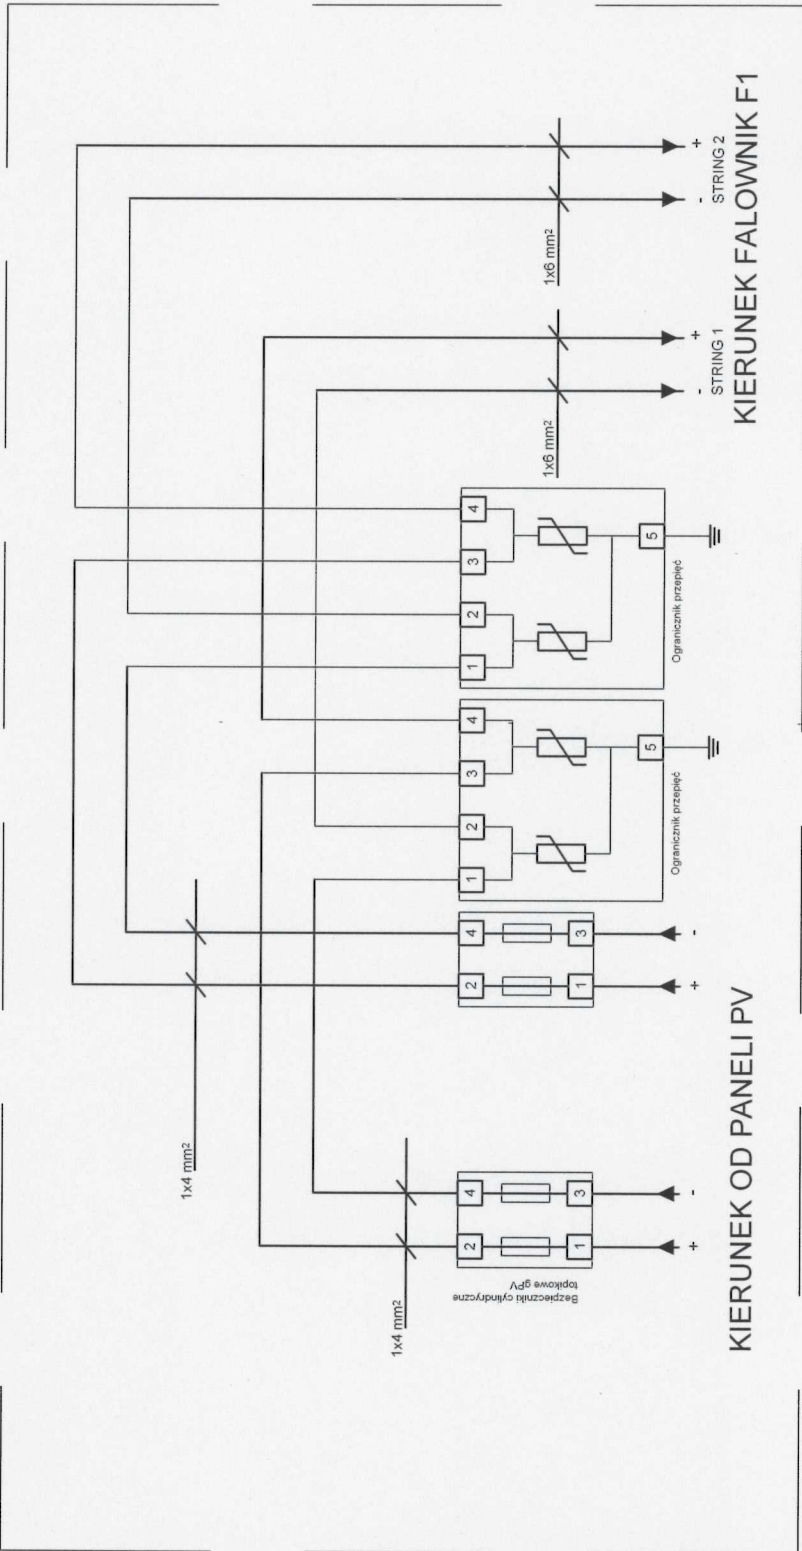 1x4 mm²
1x4 mm²
Bezpieczniki cylindryczne
topikowe gPV
2
4
1
3
+
-
2
4
1
3
+
-
KIERUNEK OD PANELI PV
1
2
3
4
5
Ogranicznik przepięć
1
2
3
4
5
Ogranicznik przepięć
1x6 mm²
1x6 mm²
-
+
STRING 1
-
+
STRING 2
KIERUNEK FALOWNIK F1